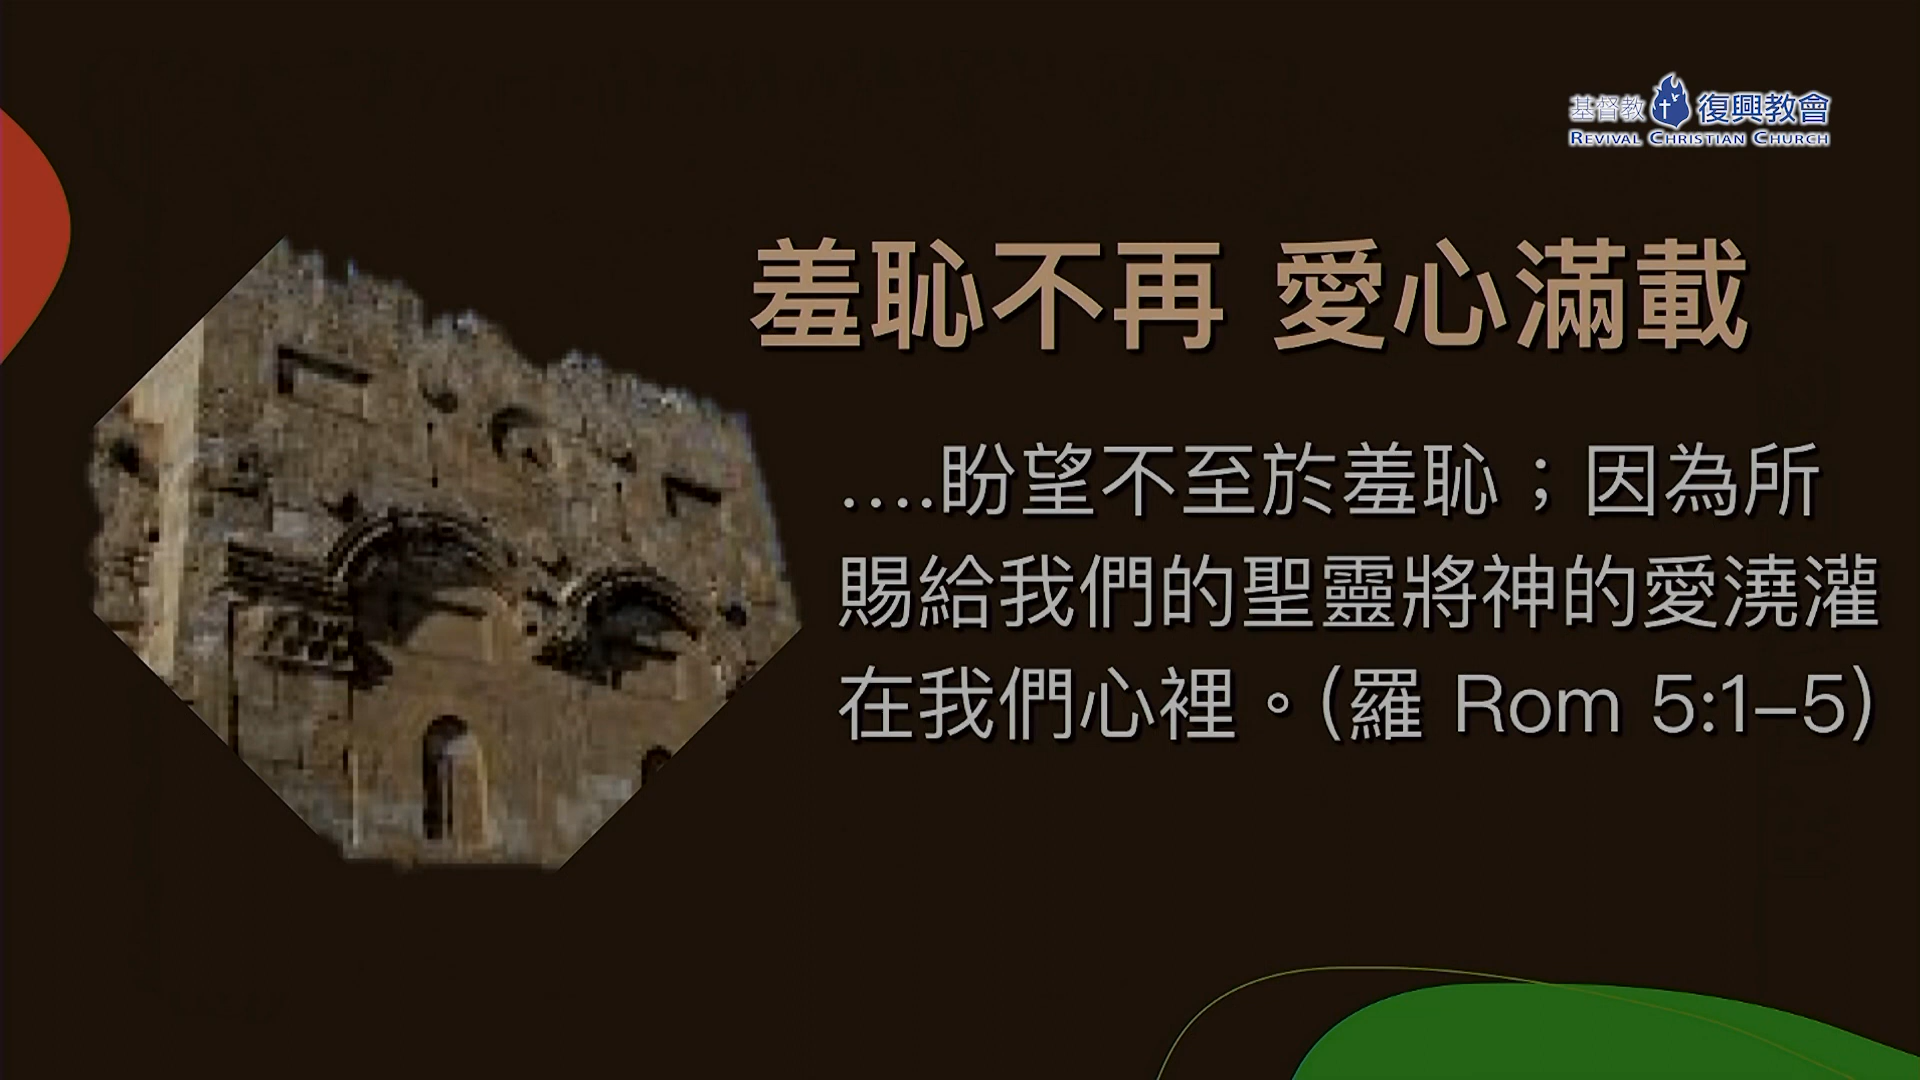 基督教 復興教會
REVIVAL CHRISTIAN CHURCH
羞恥不再 愛心滿載
....盼望不至於羞恥；因為所
賜給我們的聖靈將神的愛澆灌
在我們心裡。(羅 Rom 5:1–5)